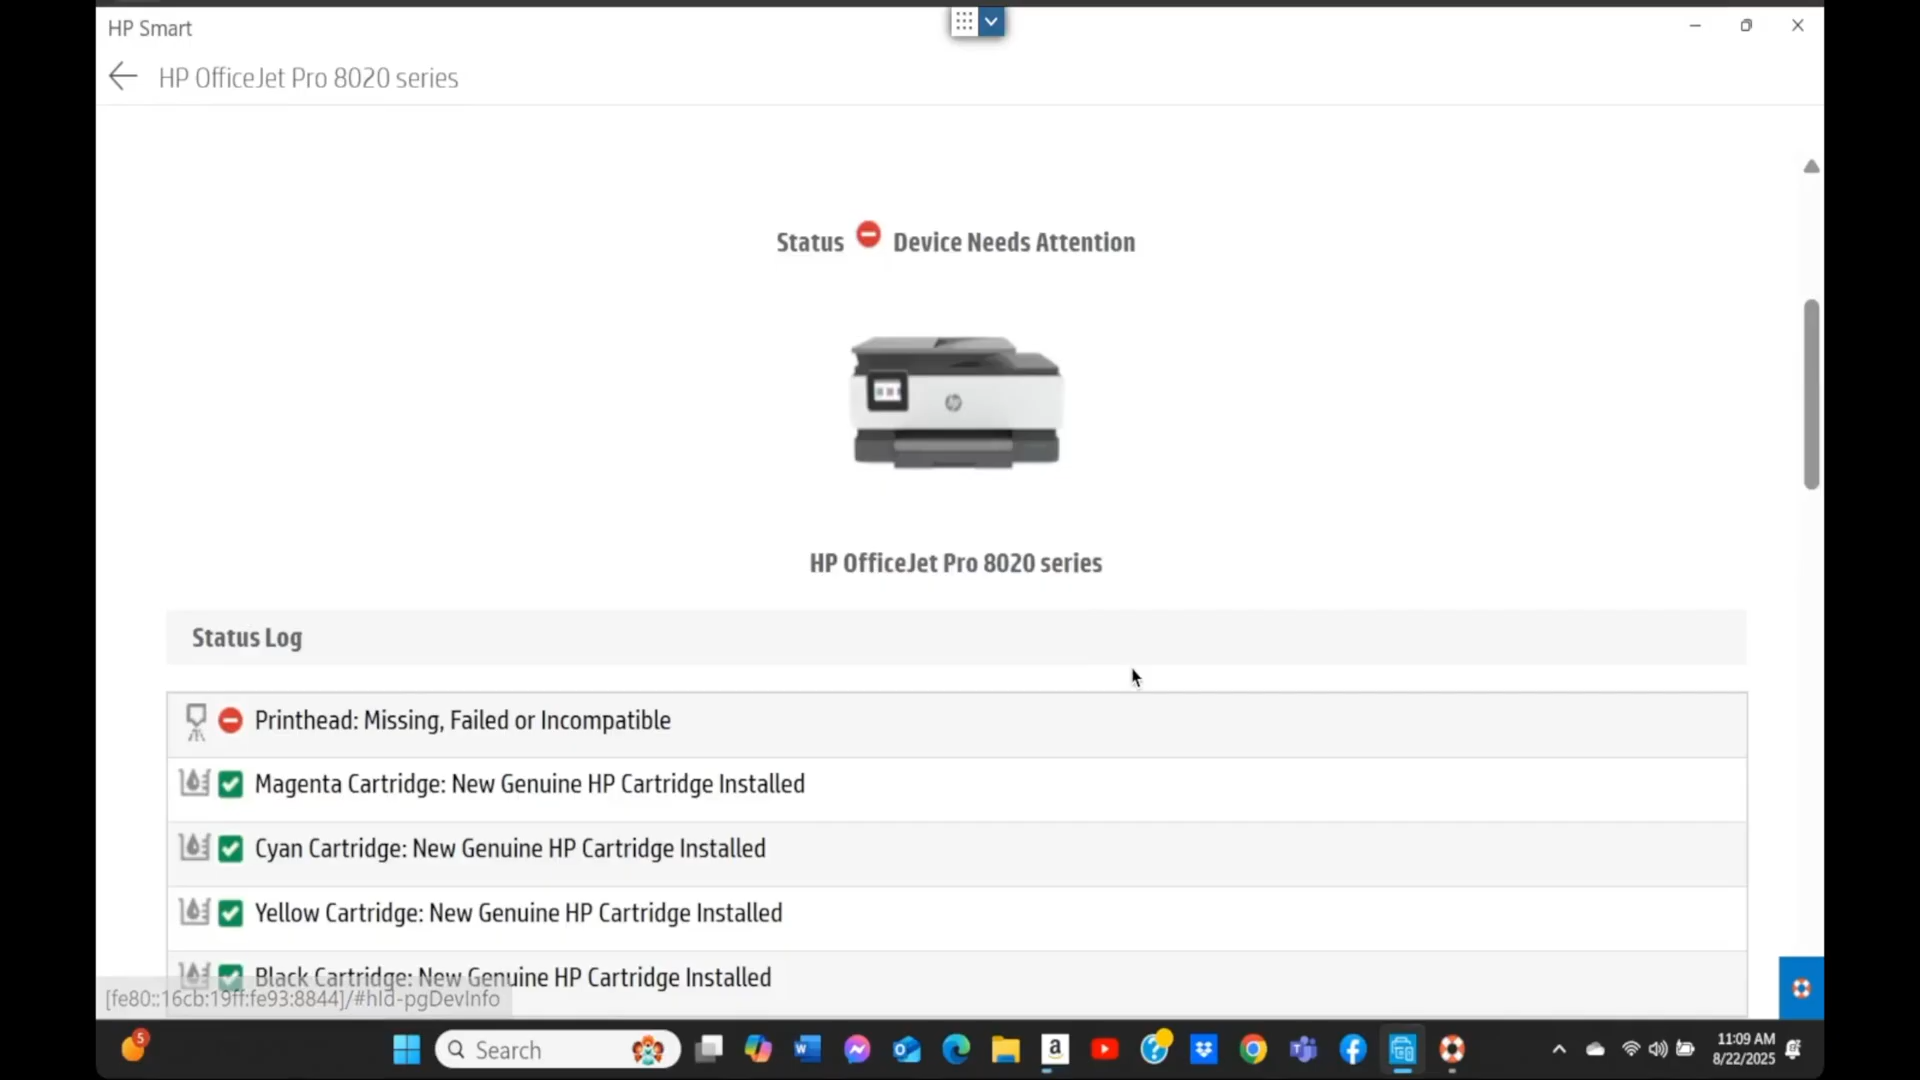 HP Smart
HP OfficeJet Pro 8020 series
Status Device Needs Attention
hp
HP OfficeJet Pro 8020 series
Status Log
Printhead: Missing, Failed or Incompatible
Magenta Cartridge: New Genuine HP Cartridge Installed
Cyan Cartridge: New Genuine HP Cartridge Installed
Yellow Cartridge: New Genuine HP Cartridge Installed
Black Cartridge: New Genuine HP Cartridge Installed
[fe80::16cb:19ff:fe93:8844]/#hId-pgDevInfo
5
Search
11:09 AM
8/22/2025